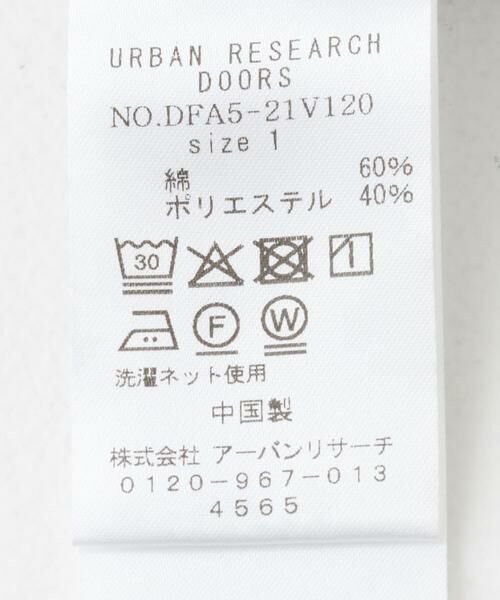 URBAN RESEARCH
DOORS
NO.DFA5-21V120
size 1
綿 60%
ポリエステル 40%
30
F W
洗濯ネット使用
中国製
株式会社 アーバンリサーチ
0120-967-013
4565